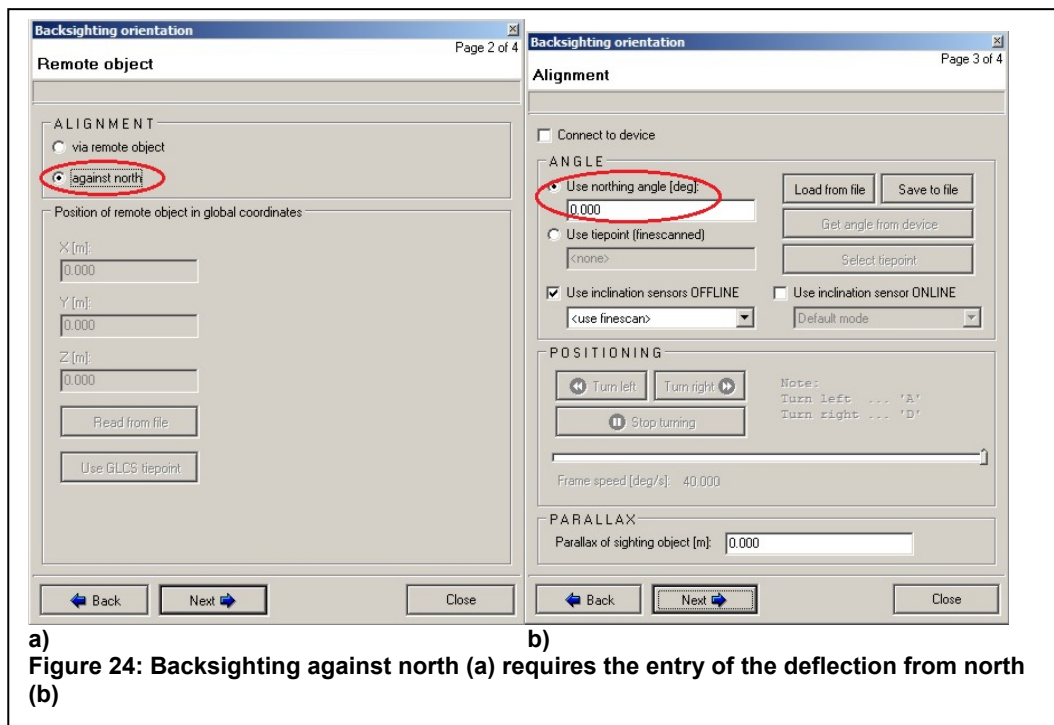 Backsighting orientation
Page 2 of 4
Remote object
ALIGNMENT
via remote object
against north
Position of remote object in global coordinates
X [m]:
0.000
Y [m]:
0.000
Z [m]:
0.000
Read from file
Use GLCS tiepoint
Back
Next
Close
a)
Backsighting orientation
Page 3 of 4
Alignment
Connect to device
ANGLE
Use northing angle [deg]:
0.000
Load from file
Save to file
Get angle from device
Use tiepoint (finescanned)
<none>
Select tiepoint
Use inclination sensors OFFLINE
<use finescan>
Use inclination sensor ONLINE
Default mode
POSITIONING
Turn left
Turn right
Stop turning
Note:
Turn left ... 'A'
Turn right ... 'D'
Frame speed [deg/s]: 40.000
PARALLAX
Parallax of sighting object [m]: 0.000
Back
Next
Close
b)
Figure 24: Backsighting against north (a) requires the entry of the deflection from north
(b)